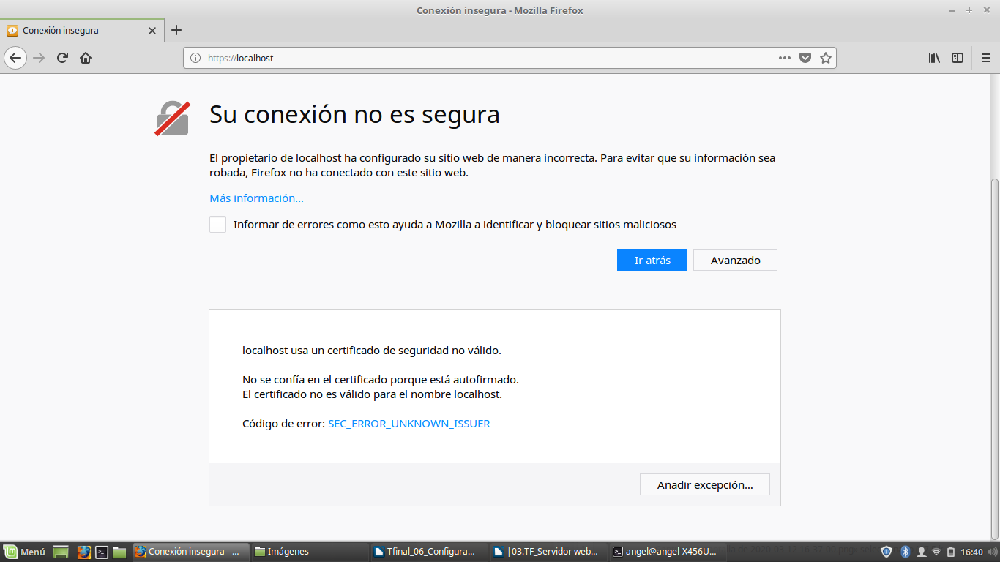 Conexión insegura - Mozilla Firefox
Conexión insegura
https://localhost
Su conexión no es segura
El propietario de localhost ha configurado su sitio web de manera incorrecta. Para evitar que su información sea
robada, Firefox no ha conectado con este sitio web.
Más información...
Informar de errores como esto ayuda a Mozilla a identificar y bloquear sitios maliciosos
Ir atrás
Avanzado
localhost usa un certificado de seguridad no válido.
No se confía en el certificado porque está autofirmado.
El certificado no es válido para el nombre localhost.
Código de error: SEC_ERROR_UNKNOWN_ISSUER
Añadir excepción...
Menú
Conexión insegura - ...
Imágenes
Tfinal_06_Configura...
|03.TF_Servidor web...
angel@angel-X456U...
16:40